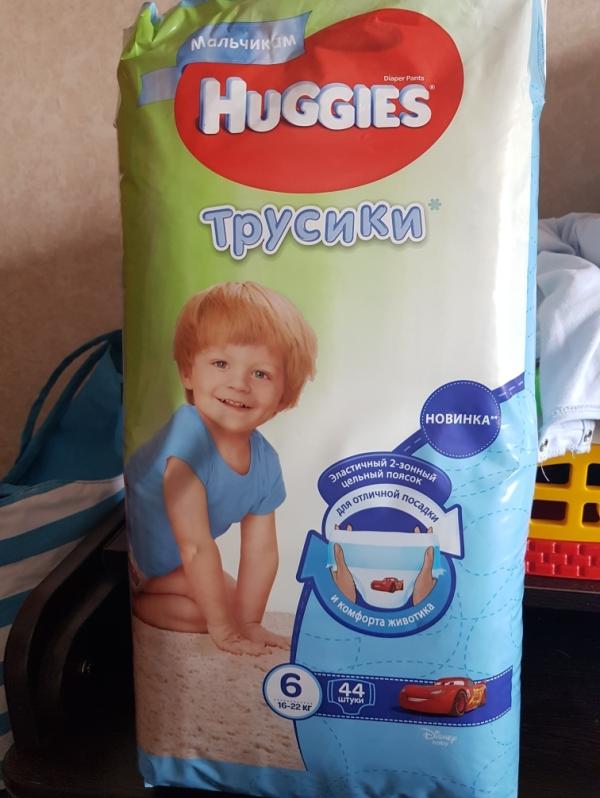 Мальчикам
Diaper Pants
HUGGIES®
Трусики*
НОВИНКА**
Эластичный 2-зонный
цельный поясок
для отличной посадки
и комфорта животика
6
16-22 кг
44
штуки
Disney
baby